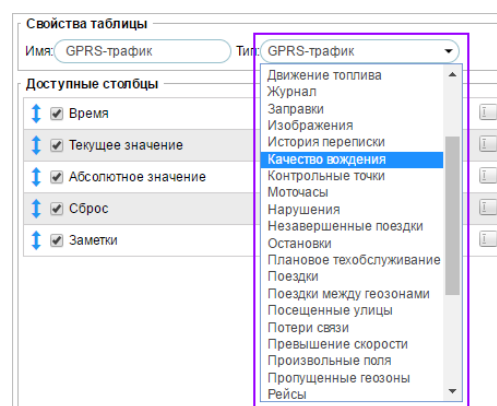 Свойства таблицы
Имя: GPRS-трафик Тип: GPRS-трафик
Доступные столбцы
Время
Текущее значение
Абсолютное значение
Сброс
Заметки
Движение топлива
Журнал
Заправки
Изображения
История переписки
Качество вождения
Контрольные точки
Моточасы
Нарушения
Незавершенные поездки
Остановки
Плановое техобслуживание
Поездки
Поездки между геозонами
Посещенные улицы
Потери связи
Превышение скорости
Произвольные поля
Пропущенные геозоны
Рейсы